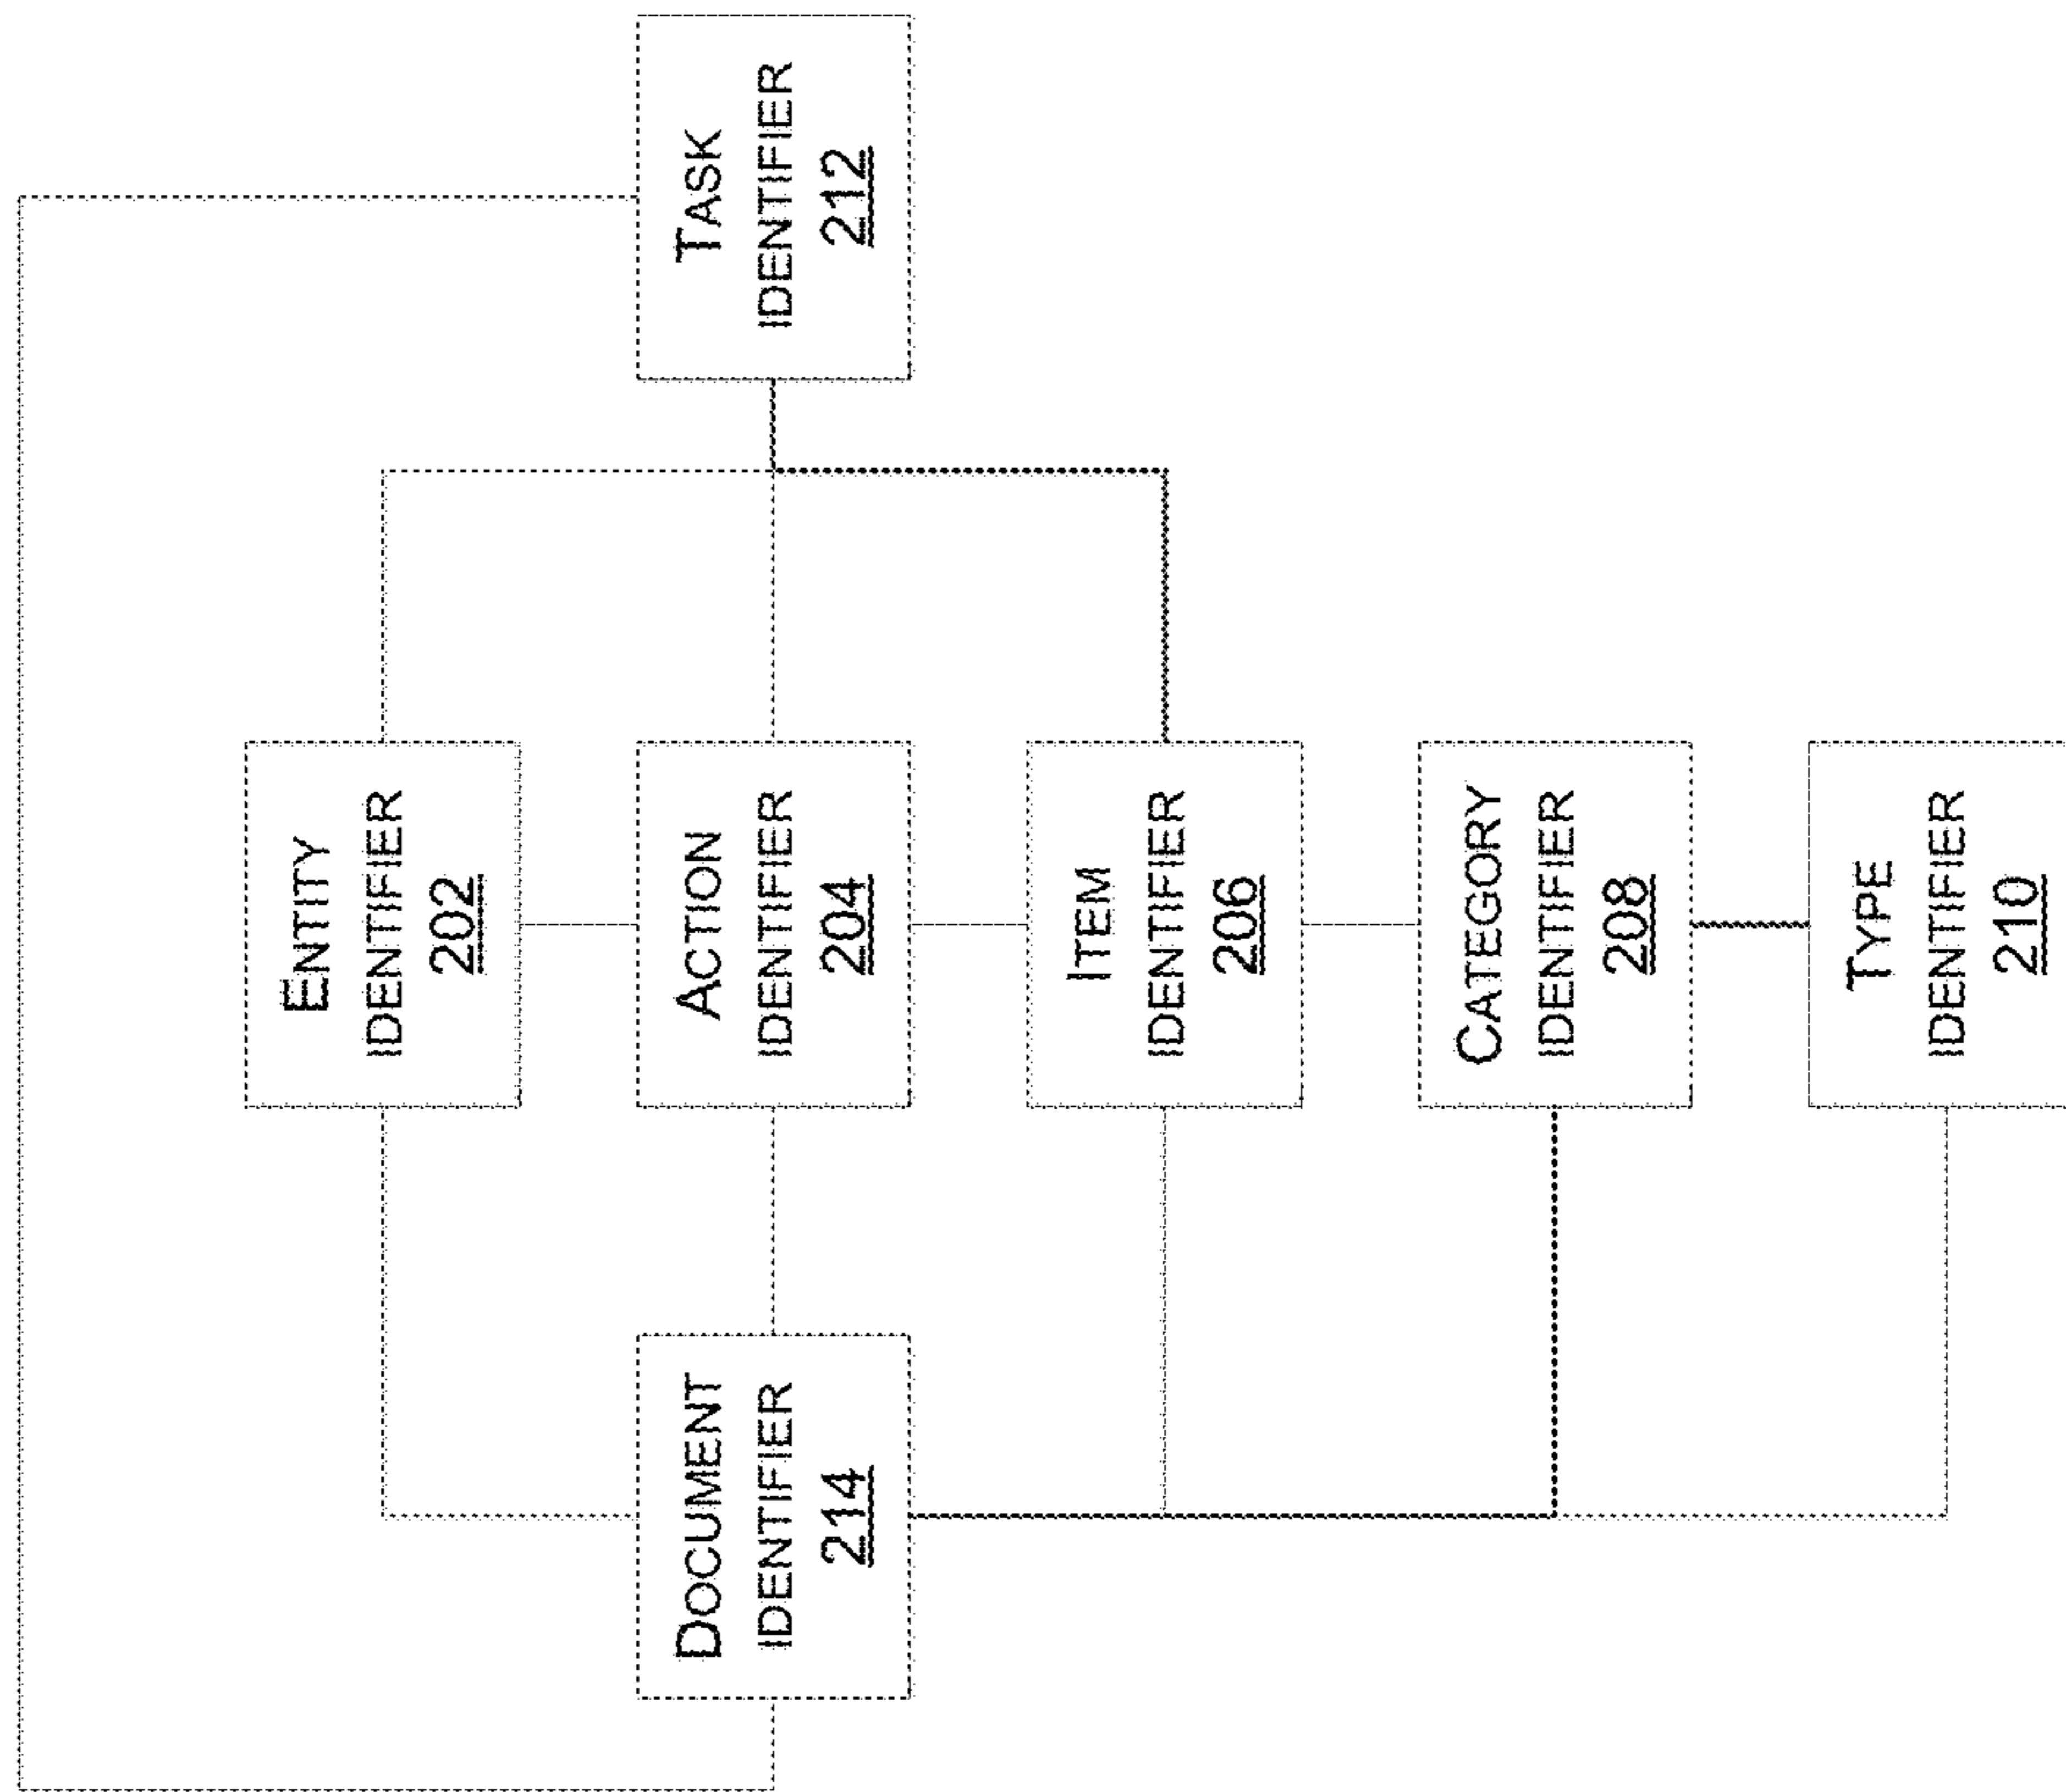 DOCUMENT
IDENTIFIER
214
ENTITY
IDENTIFIER
202
ACTION
IDENTIFIER
204
ITEM
IDENTIFIER
206
CATEGORY
IDENTIFIER
208
TYPE
IDENTIFIER
210
TASK
IDENTIFIER
212